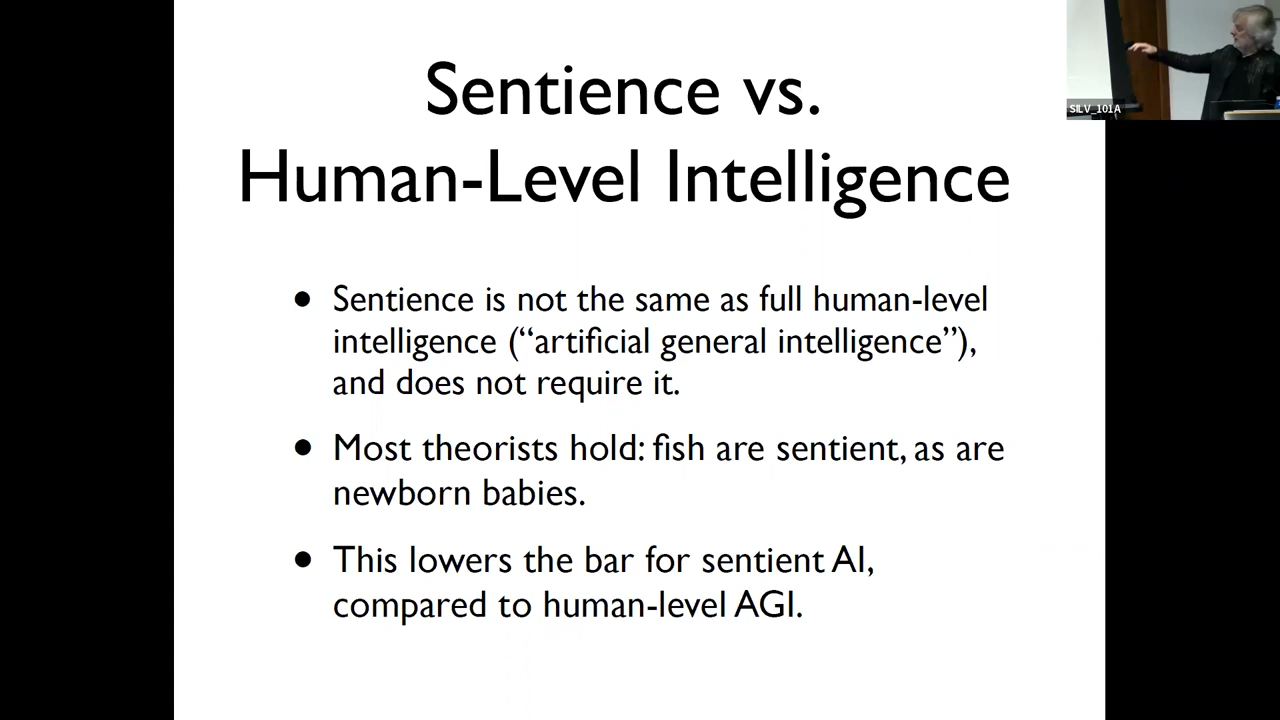 SILV_101A
Sentience vs.
Human-Level Intelligence
• Sentience is not the same as full human-level
intelligence (“artificial general intelligence”),
and does not require it.
• Most theorists hold: fish are sentient, as are
newborn babies.
• This lowers the bar for sentient AI,
compared to human-level AGI.